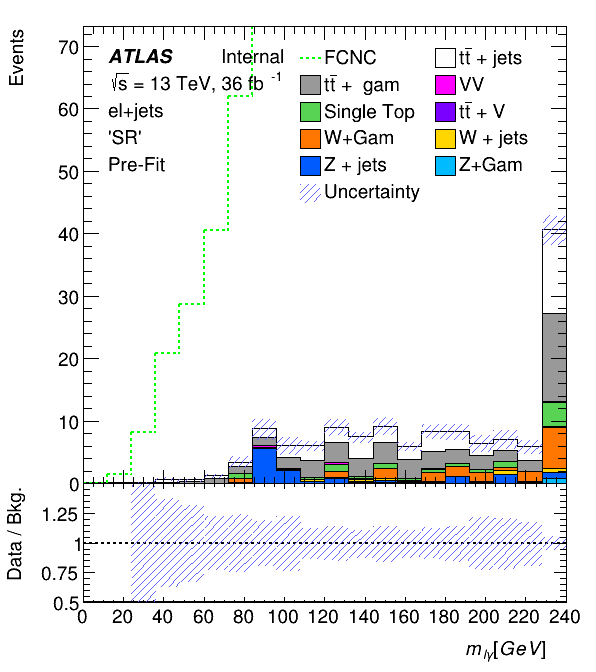 Events
70
60
50
40
30
20
10
0
ATLAS Internal
√s = 13 TeV, 36 fb -1
el+jets
'SR'
Pre-Fit
FCNC
tt̄ + jets
tt̄ + gam
VV
Single Top
tt̄ + V
W+Gam
W + jets
Z + jets
Z+Gam
Uncertainty
Data / Bkg.
1.25
1
0.75
0.5
0 20 40 60 80 100 120 140 160 180 200 220 240
m_lγ[GeV]